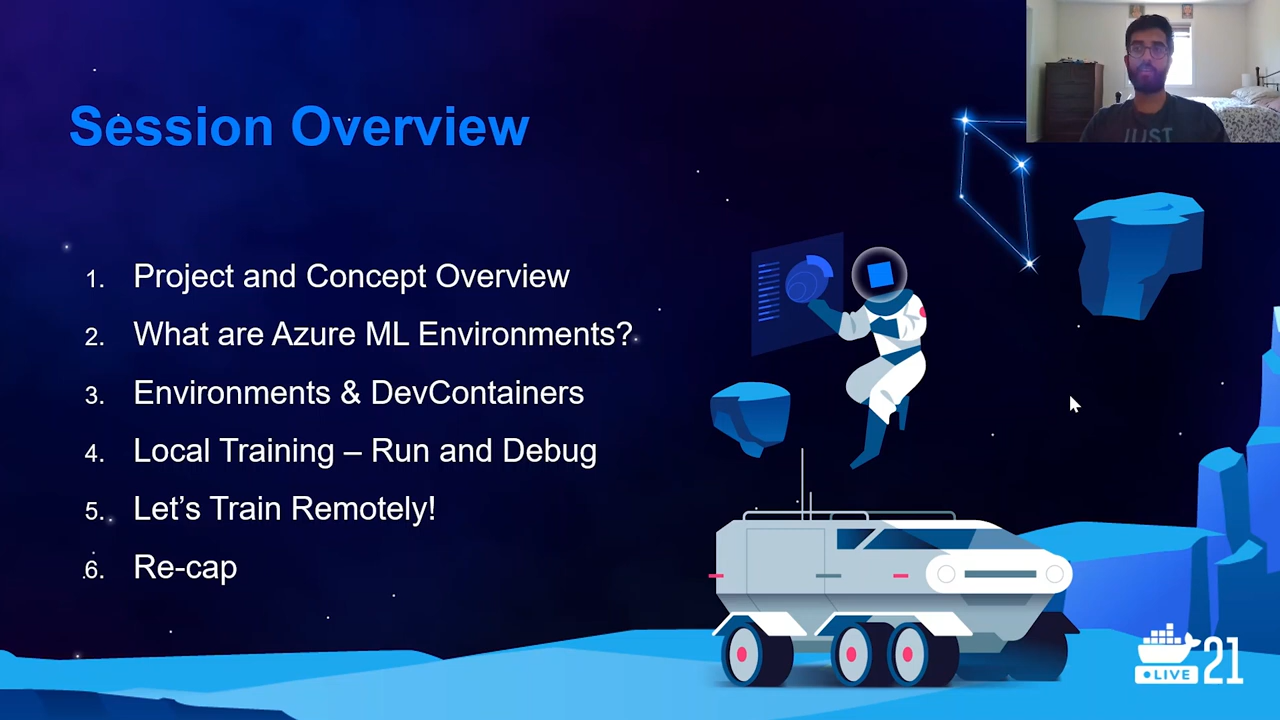 Session Overview
1. Project and Concept Overview
2. What are Azure ML Environments?
3. Environments & DevContainers
4. Local Training – Run and Debug
5. Let's Train Remotely!
6. Re-cap
JUST
LIVE 21